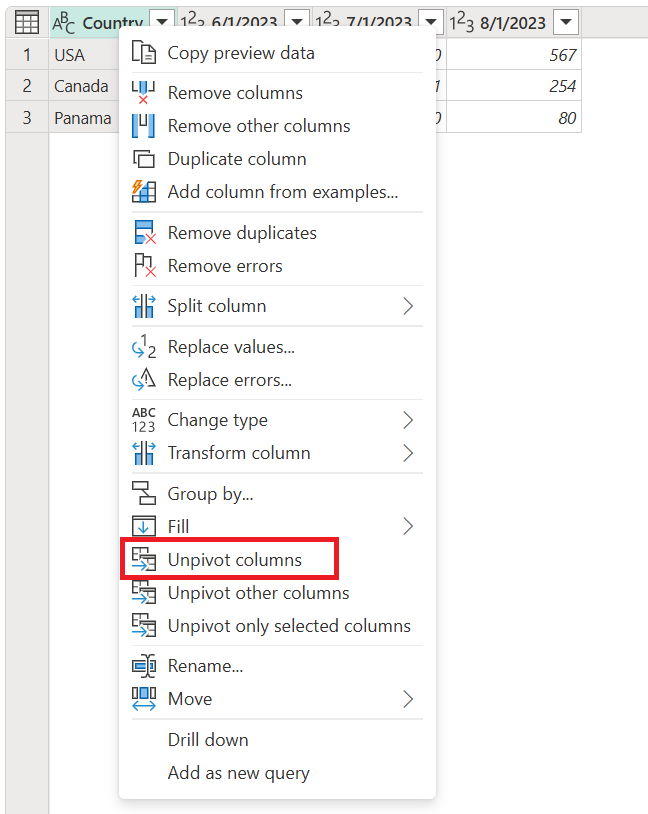 ABC Country 123 6/1/2023 123 7/1/2023 123 8/1/2023
1 USA 0 567
2 Canada 1 254
3 Panama 0 80
Copy preview data
Remove columns
Remove other columns
Duplicate column
Add column from examples...
Remove duplicates
Remove errors
Split column
Replace values...
Replace errors...
ABC
123 Change type
Transform column
Group by...
Fill
Unpivot columns
Unpivot other columns
Unpivot only selected columns
Rename...
Move
Drill down
Add as new query